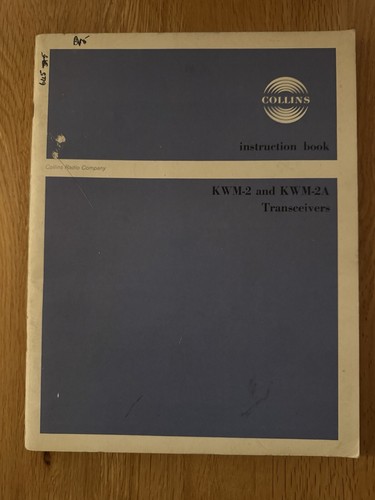 COLLINS
instruction book
Collins Radio Company
KWM-2 and KWM-2A
Transceivers